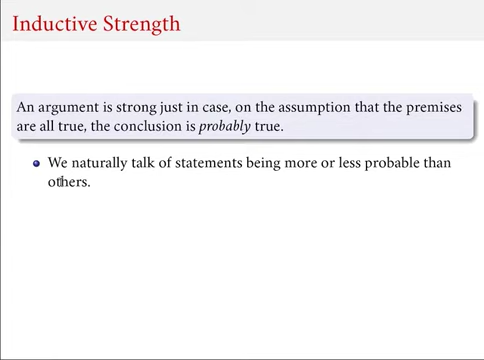 Inductive Strength
An argument is strong just in case, on the assumption that the premises
are all true, the conclusion is probably true.
We naturally talk of statements being more or less probable than
others.